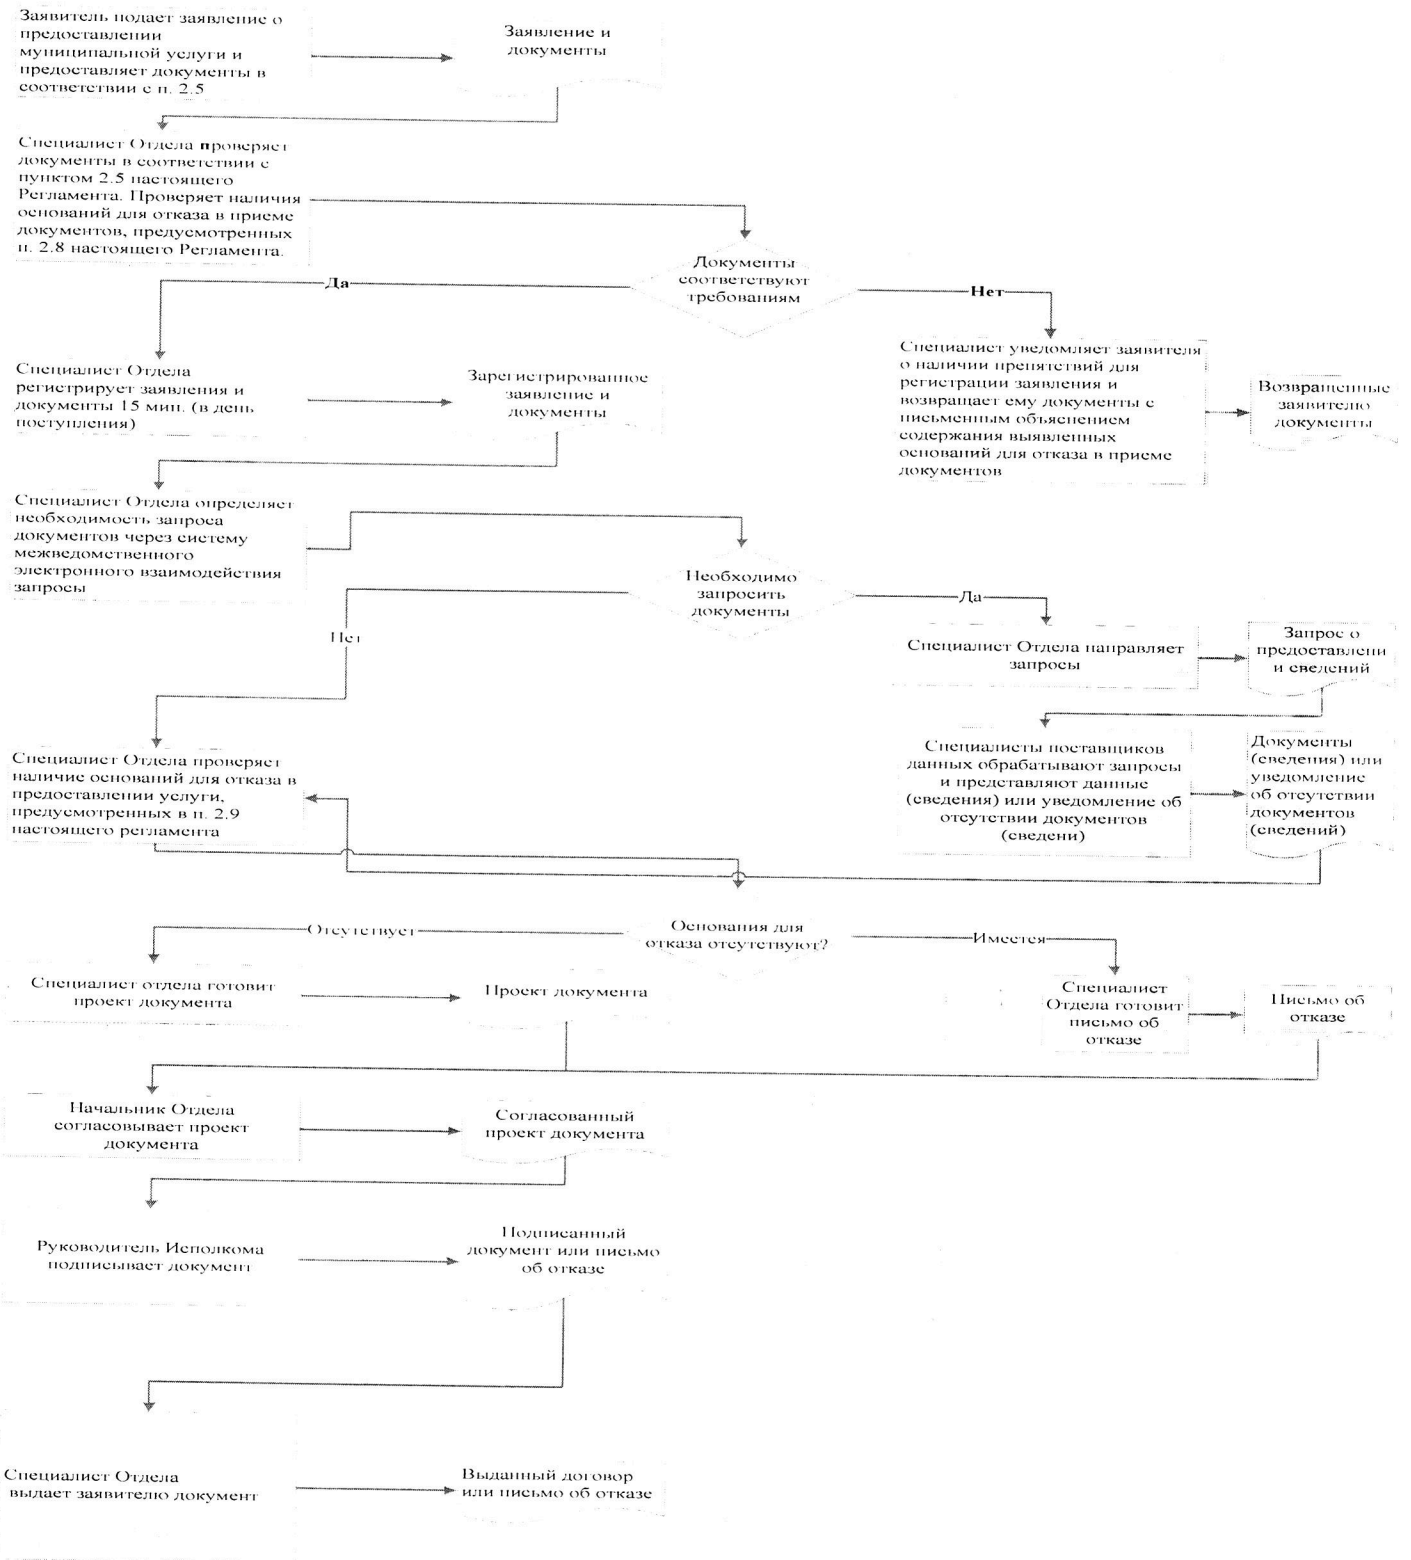 Заявитель подает заявление о
предоставлении
муниципальной услуги и
предоставляет документы в
соответствии с п. 2.5
Заявление и
документы
Специалист Отдела проверяет
документы в соответствии с
пунктом 2.5 настоящего
Регламента. Проверяет наличия
оснований для отказа в приеме
документов, предусмотренных
п. 2.8 настоящего Регламента.
Документы
соответствуют
требованиям
Да
Нет
Специалист Отдела
регистрирует заявления и
документы 15 мин. (в день
поступления)
Зарегистрированное
заявление и
документы
Специалист уведомляет заявителя
о наличии препятствий для
регистрации заявления и
возвращает ему документы с
письменным объяснением
содержания выявленных
оснований для отказа в приеме
документов
Возвращенные
заявителю
документы
Специалист Отдела определяет
необходимость запроса
документов через систему
межведомственного
электронного взаимодействия
запросы
Необходимо
запросить
документы
Нет
Да
Специалист Отдела направляет
запросы
Запрос о
предоставлени
и сведений
Специалисты поставщиков
данных обрабатывают запросы
и представляют данные
(сведения) или уведомление об
отсутствии документов
(сведени)
Документы
(сведения) или
уведомление
об отсутствии
документов
(сведений)
Специалист Отдела проверяет
наличие оснований для отказа в
предоставлении услуги,
предусмотренных в п. 2.9
настоящего регламента
Основания для
отказа отсутствуют?
Отсутствует
Имеется
Специалист отдела готовит
проект документа
Проект документа
Специалист
Отдела готовит
письмо об
отказе
Письмо об
отказе
Начальник Отдела
согласовывает проект
документа
Согласованный
проект документа
Руководитель Исполкома
подписывает документ
Подписанный
документ или письмо
об отказе
Специалист Отдела
выдает заявителю документ
Выданный договор
или письмо об отказе